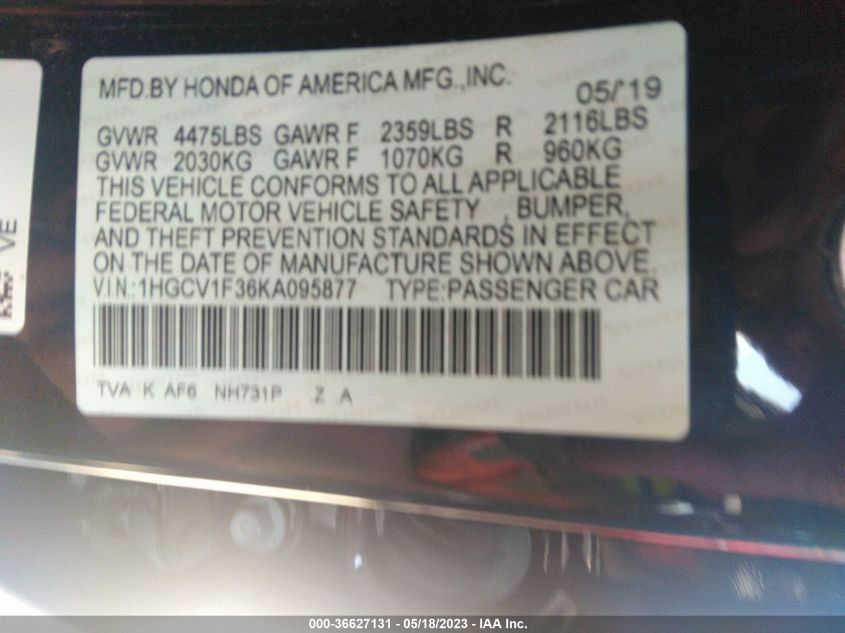 MFD.BY HONDA OF AMERICA MFG.,INC. 05/'19
GVWR 4475LBS GAWR F 2359LBS R 2116LBS
GVWR 2030KG GAWR F 1070KG R 960KG
THIS VEHICLE CONFORMS TO ALL APPLICABLE
FEDERAL MOTOR VEHICLE SAFETY , BUMPER,
AND THEFT PREVENTION STANDARDS IN EFFECT
ON THE DATE OF MANUFACTURE SHOWN ABOVE.
VIN.:1HGCV1F36KA095877 TYPE:PASSENGER CAR
TVA K AF6 NH731P Z A
VE
000-36627131 - 05/18/2023 - IAA Inc.